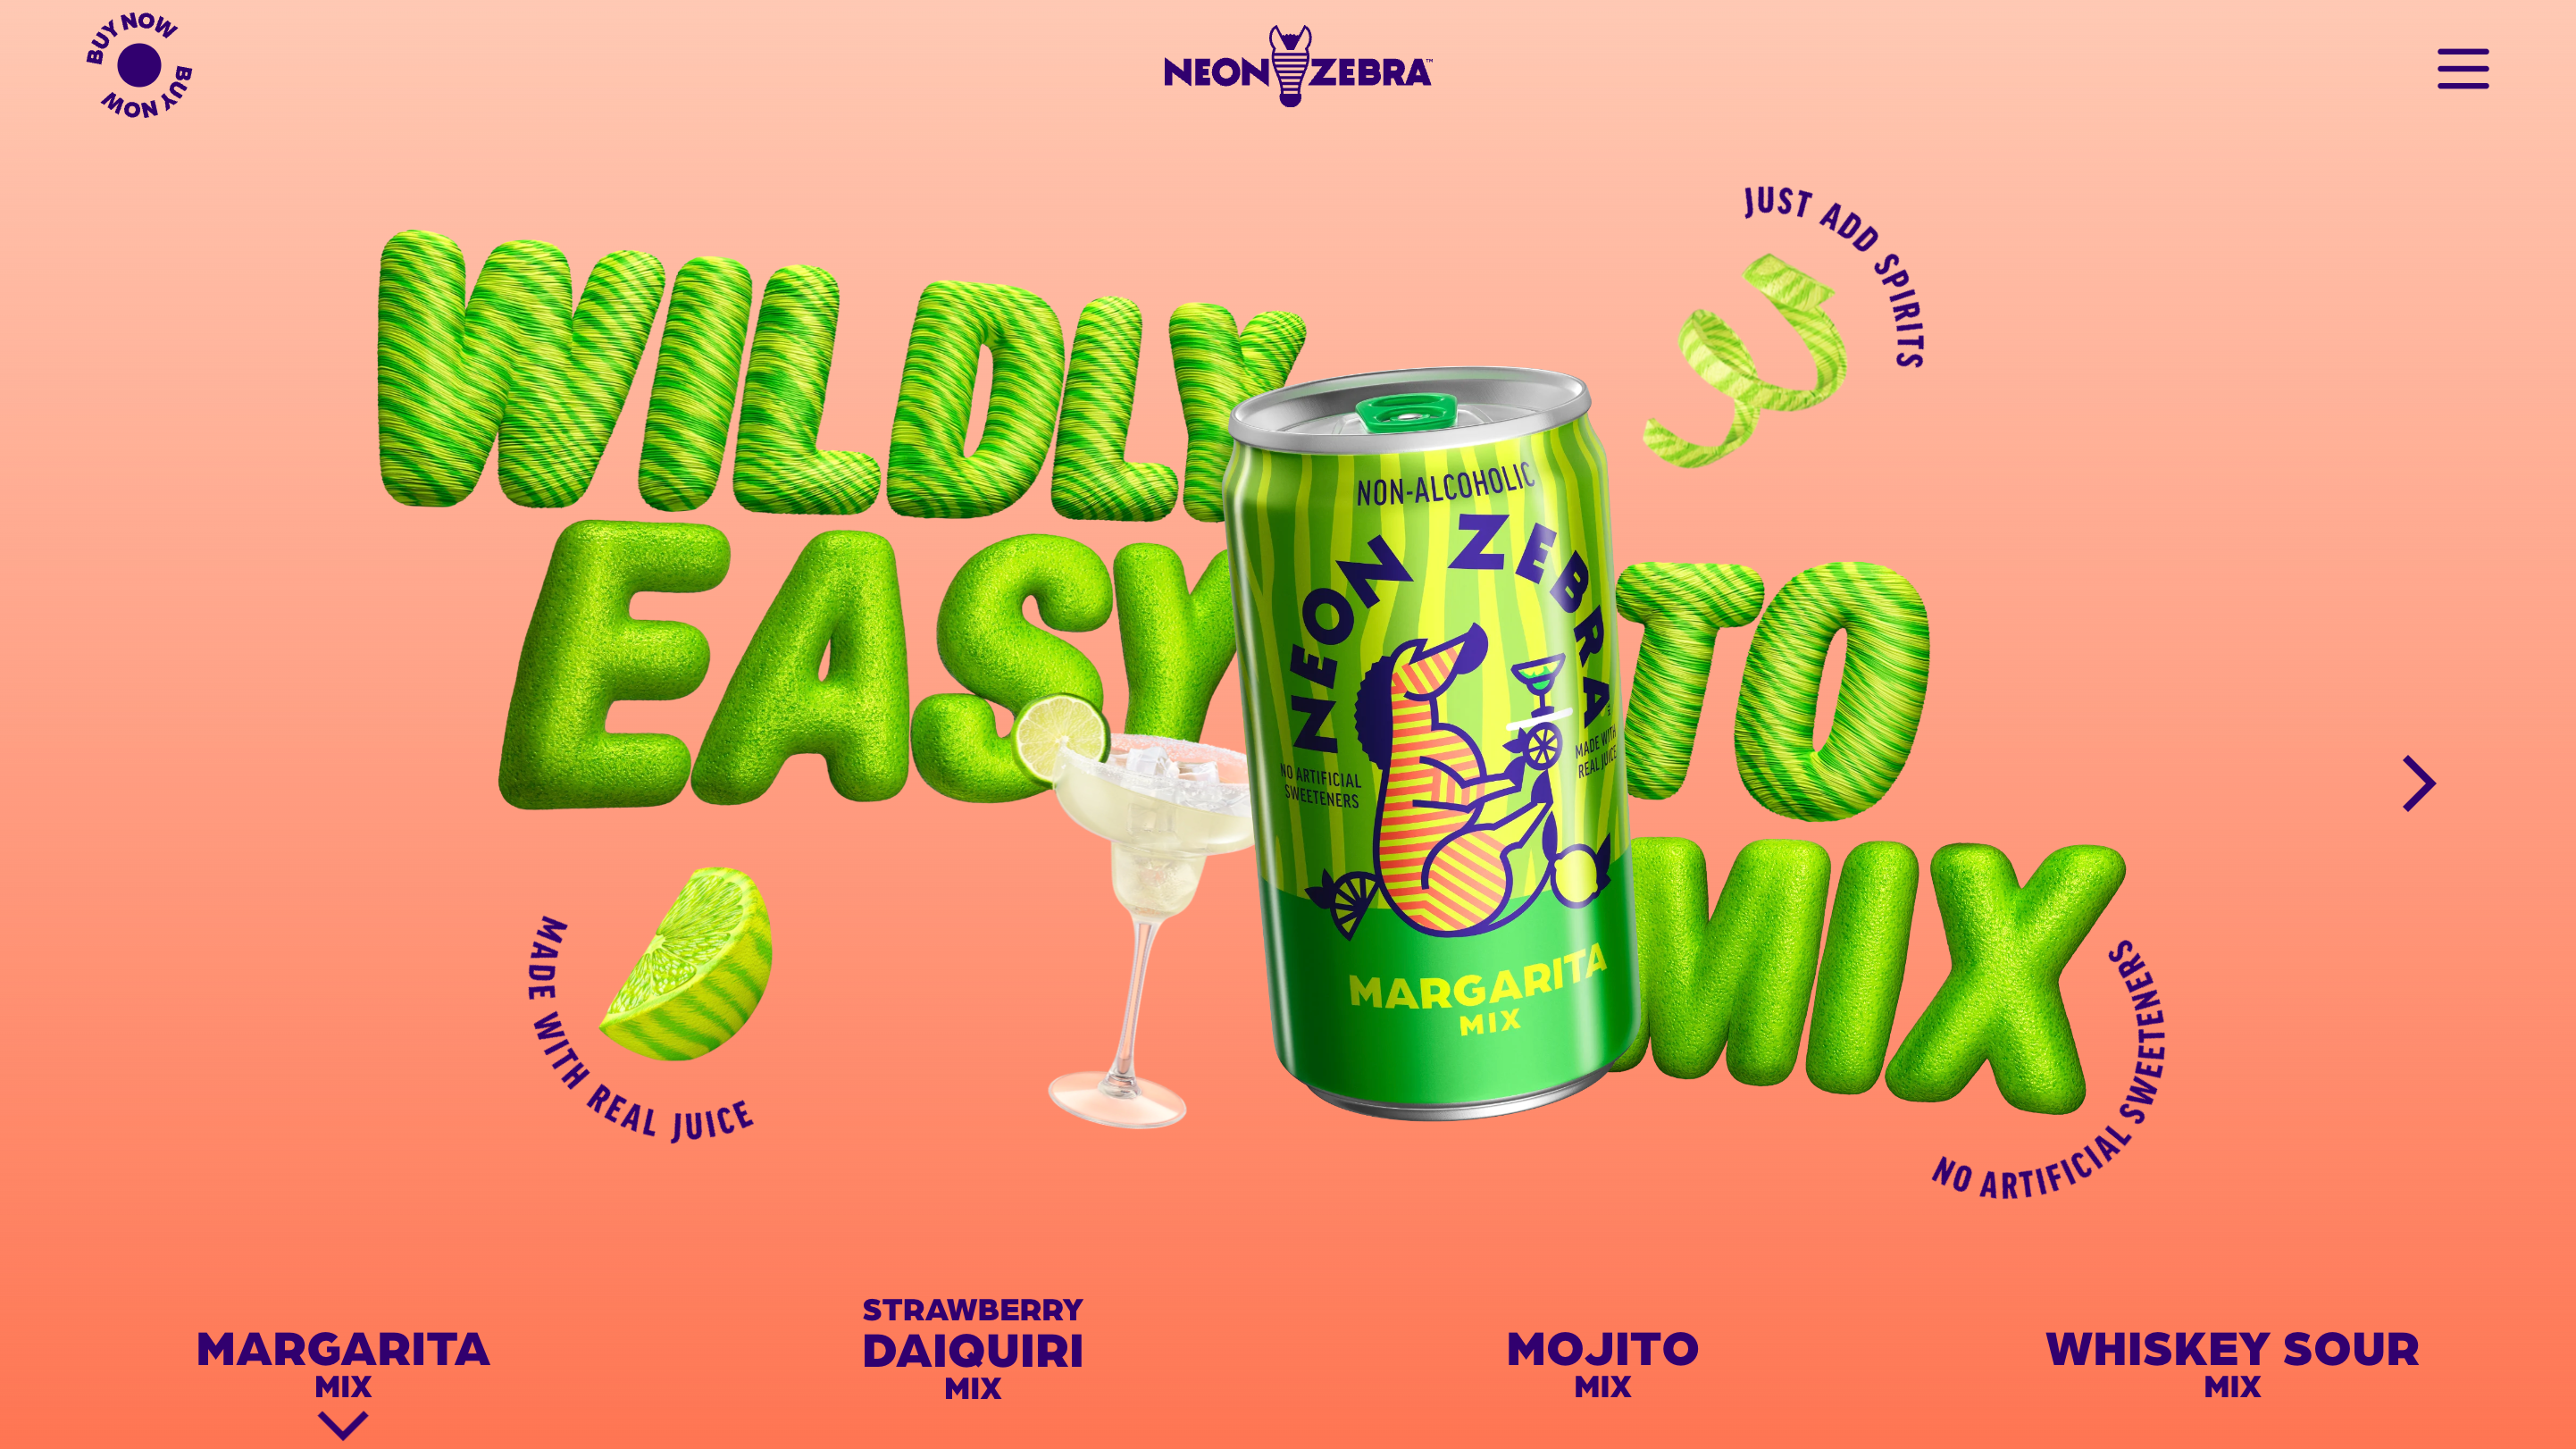 BUY NOW
BUY NOW
NEON ZEBRA™
JUST ADD SPIRITS
WILDLY
EASY TO
MIX
NON-ALCOHOLIC
NEON ZEBRA
NO ARTIFICIAL
SWEETENERS
MADE WITH
REAL JUICE
MARGARITA
MIX
MADE WITH REAL JUICE
NO ARTIFICIAL SWEETENERS
MARGARITA
MIX
STRAWBERRY
DAIQUIRI
MIX
MOJITO
MIX
WHISKEY SOUR
MIX